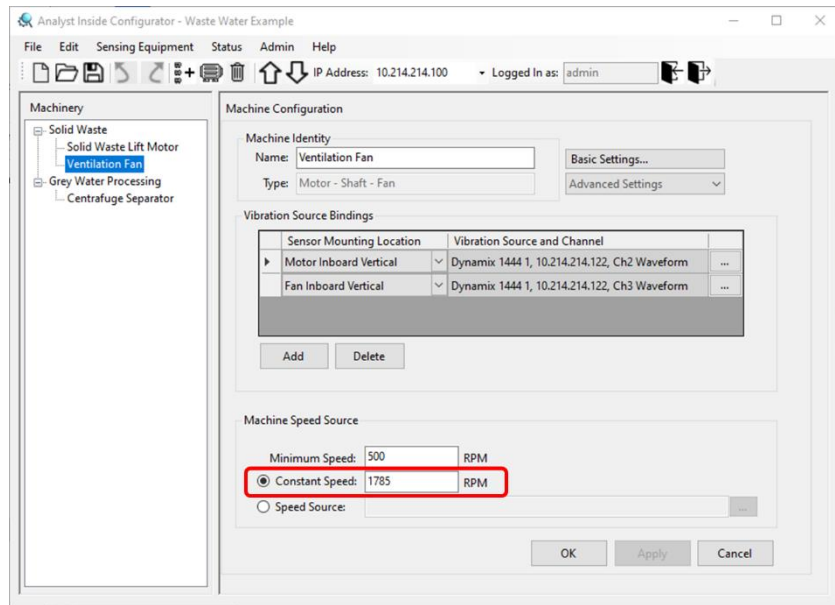 Analyst Inside Configurator - Waste Water Example
File Edit Sensing Equipment Status Admin Help
IP Address: 10.214.214.100 Logged In as: admin
Machinery
Solid Waste
Solid Waste Lift Motor
Ventilation Fan
Grey Water Processing
Centrafuge Separator
Machine Configuration
Machine Identity
Name: Ventilation Fan Basic Settings...
Type: Motor - Shaft - Fan Advanced Settings
Vibration Source Bindings
Sensor Mounting Location Vibration Source and Channel
Motor Inboard Vertical Dynamix 1444 1, 10.214.214.122, Ch2 Waveform ...
Fan Inboard Vertical Dynamix 1444 1, 10.214.214.122, Ch3 Waveform ...
Add Delete
Machine Speed Source
Minimum Speed: 500 RPM
Constant Speed: 1785 RPM
Speed Source: ...
OK Apply Cancel